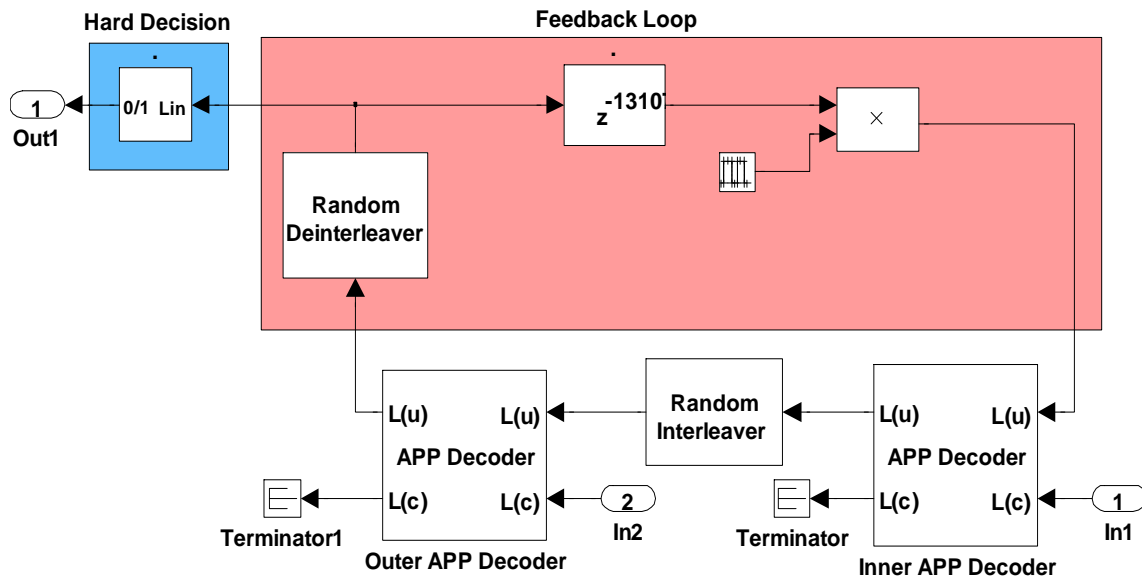 Hard Decision
Feedback Loop
1
Out1
0/1 Lin
z
×
Random
Deinterleaver
L(u)
L(u)
APP Decoder
L(c)
L(c)
Random
Interleaver
L(u)
L(u)
APP Decoder
L(c)
L(c)
Terminator1
2
In2
Terminator
1
In1
Outer APP Decoder
Inner APP Decoder